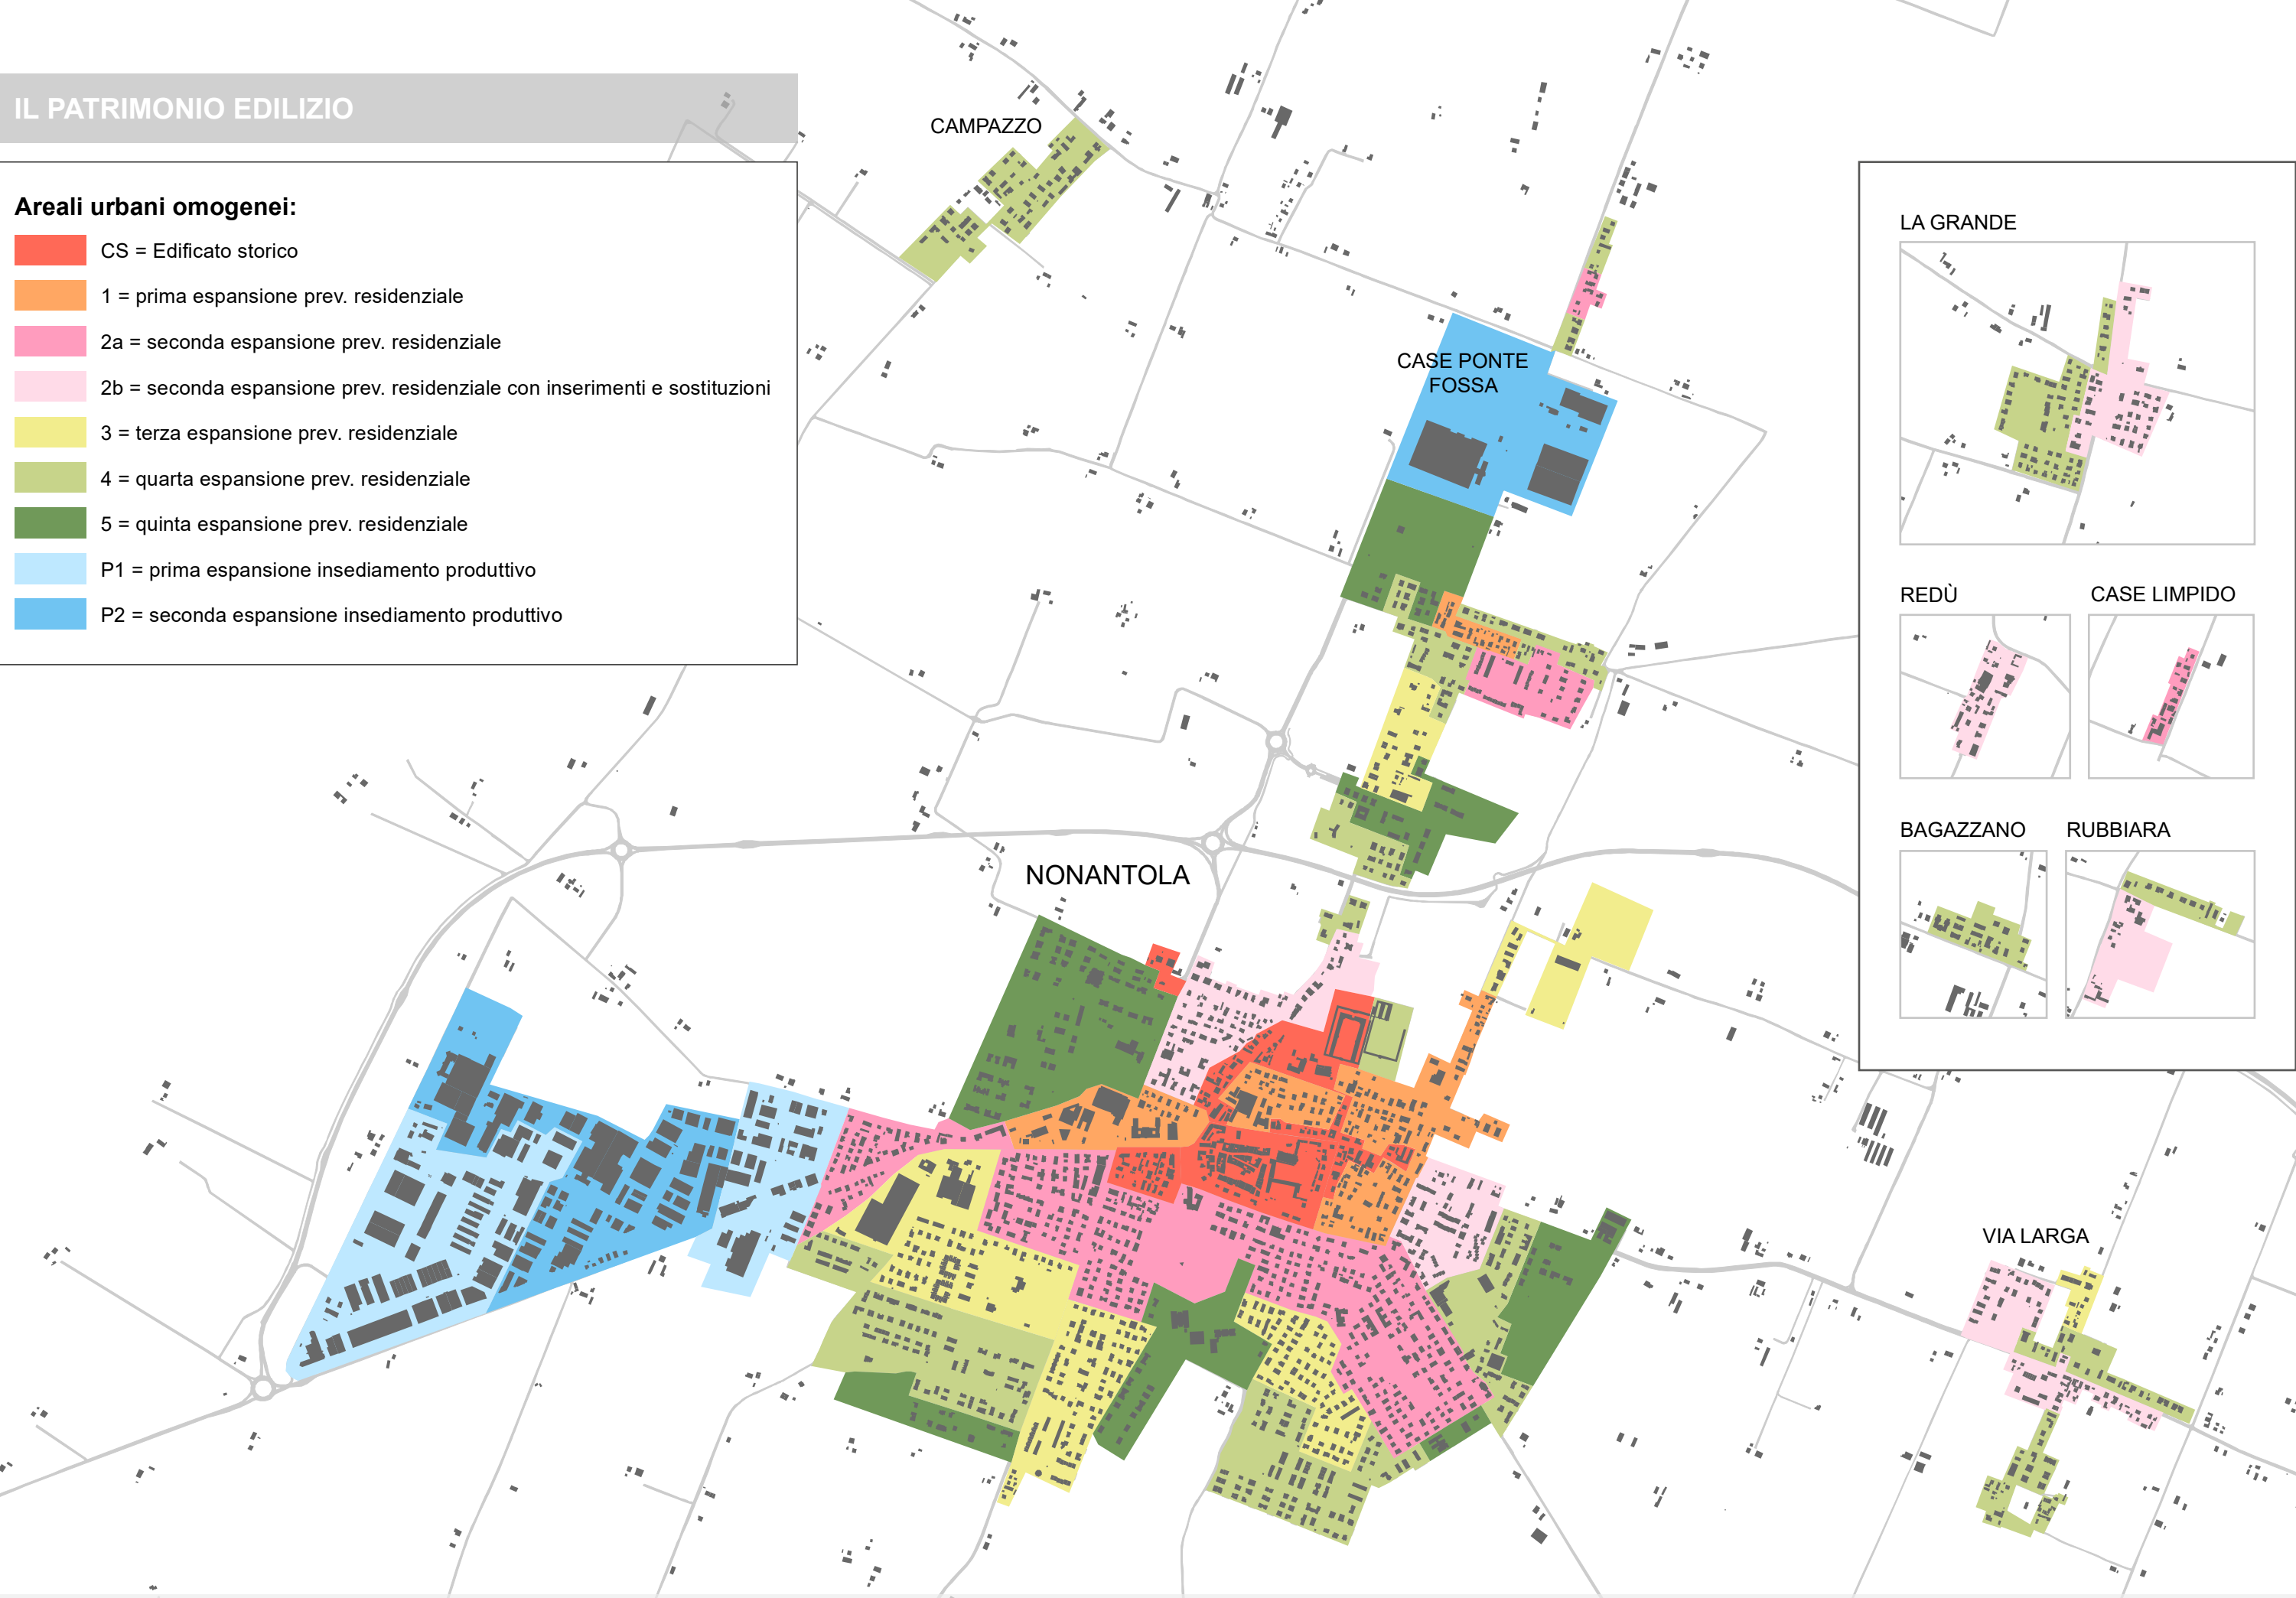 IL PATRIMONIO EDILIZIO
Areali urbani omogenei:
CS = Edificato storico
1 = prima espansione prev. residenziale
2a = seconda espansione prev. residenziale
2b = seconda espansione prev. residenziale con inserimenti e sostituzioni
3 = terza espansione prev. residenziale
4 = quarta espansione prev. residenziale
5 = quinta espansione prev. residenziale
P1 = prima espansione insediamento produttivo
P2 = seconda espansione insediamento produttivo
CAMPAZZO
CASE PONTE
FOSSA
NONANTOLA
VIA LARGA
LA GRANDE
REDÙ
CASE LIMPIDO
BAGAZZANO
RUBBIARA